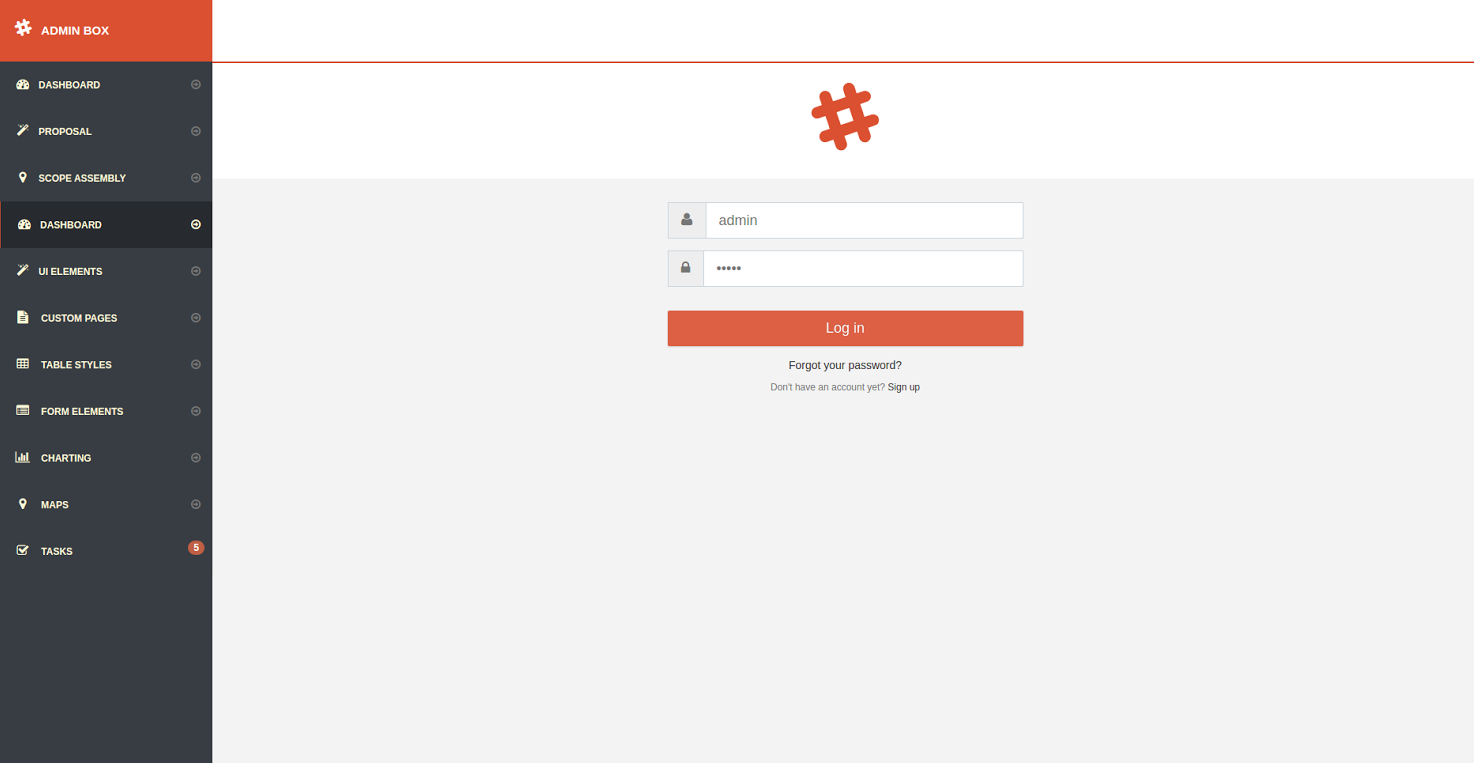 ADMIN BOX
DASHBOARD
PROPOSAL
SCOPE ASSEMBLY
DASHBOARD
UI ELEMENTS
CUSTOM PAGES
TABLE STYLES
FORM ELEMENTS
CHARTING
MAPS
TASKS 5
admin
•••••
Log in
Forgot your password?
Don't have an account yet? Sign up